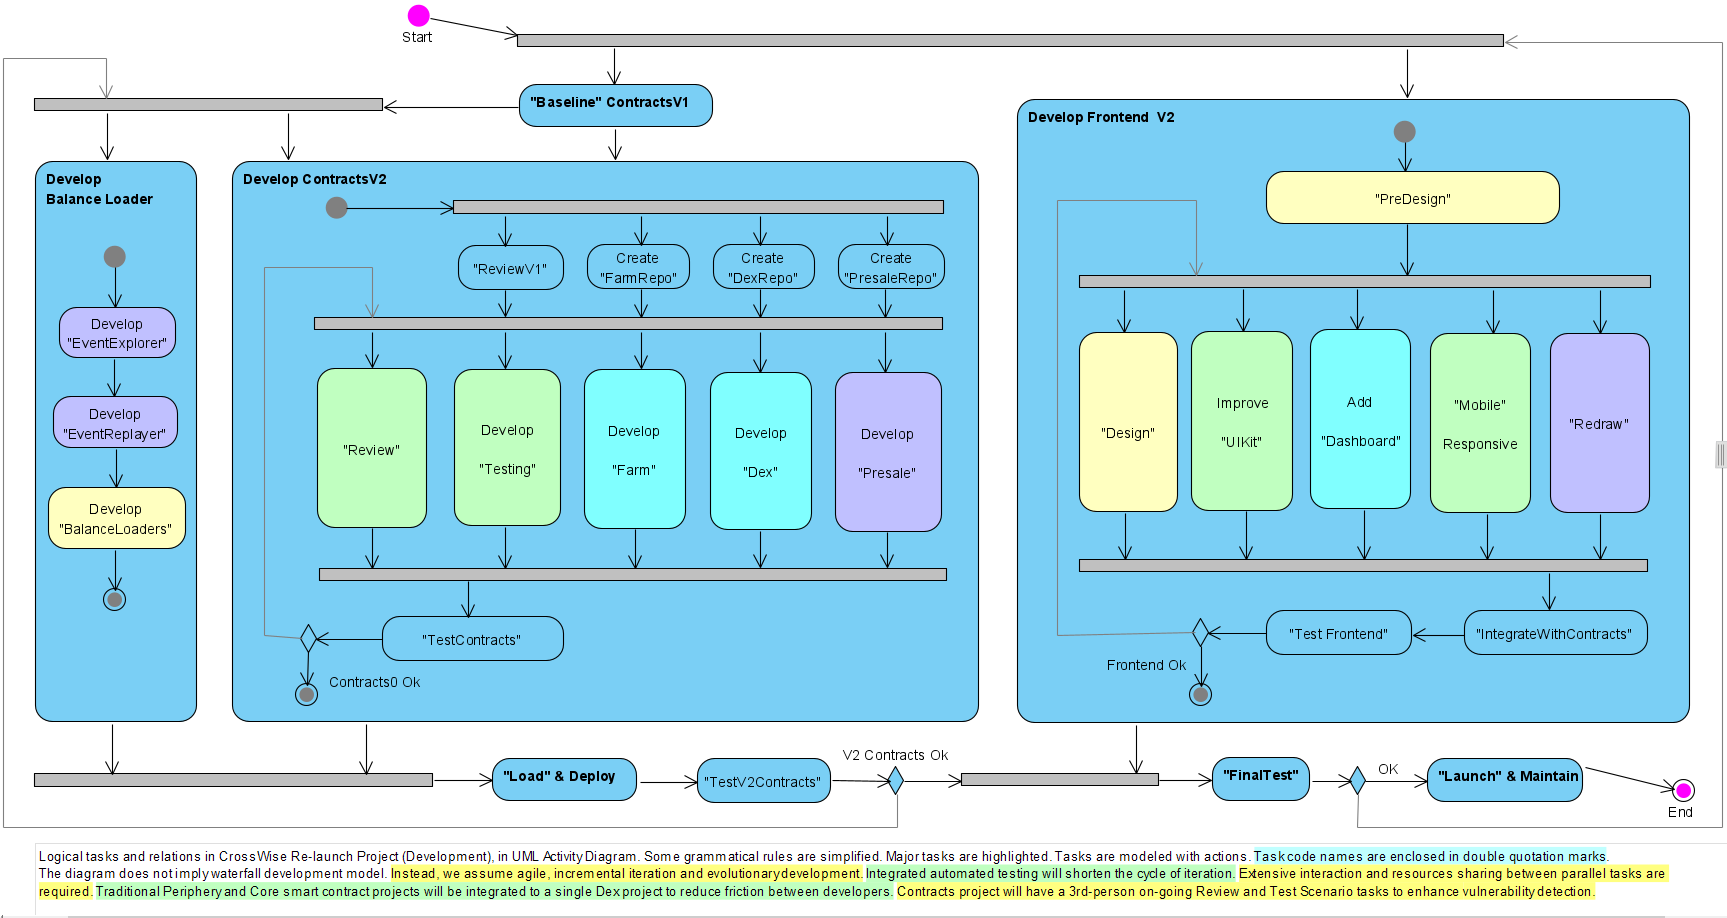 Start
"Baseline" ContractsV1
Develop Frontend  V2
"PreDesign"
Develop
Balance Loader
Develop ContractsV2
"ReviewV1"
Create
"FarmRepo"
Create
"DexRepo"
Create
"PresaleRepo"
Develop
"EventExplorer"
Develop
"EventReplayer"
Develop
"BalanceLoaders"
"Review"
Develop
"Testing"
Develop
"Farm"
Develop
"Dex"
Develop
"Presale"
"Design"
Improve
"UIKit"
Add
"Dashboard"
"Mobile"
Responsive
"Redraw"
"TestContracts"
Contracts0 Ok
"Test Frontend"
"IntegrateWithContracts"
Frontend Ok
"Load" & Deploy
"TestV2Contracts"
V2 Contracts Ok
"FinalTest"
OK
"Launch" & Maintain
End
Logical tasks and relations in CrossWise Re-launch Project (Development), in UML Activity Diagram. Some grammatical rules are simplified. Major tasks are highlighted. Tasks are modeled with actions. Task code names are enclosed in double quotation marks.
The diagram does not imply waterfall development model. Instead, we assume agile, incremental iteration and evolutionary development. Integrated automated testing will shorten the cycle of iteration. Extensive interaction and resources sharing between parallel tasks are
required. Traditional Periphery and Core smart contract projects will be integrated to a single Dex project to reduce friction between developers. Contracts project will have a 3rd-person on-going Review and Test Scenario tasks to enhance vulnerability detection.